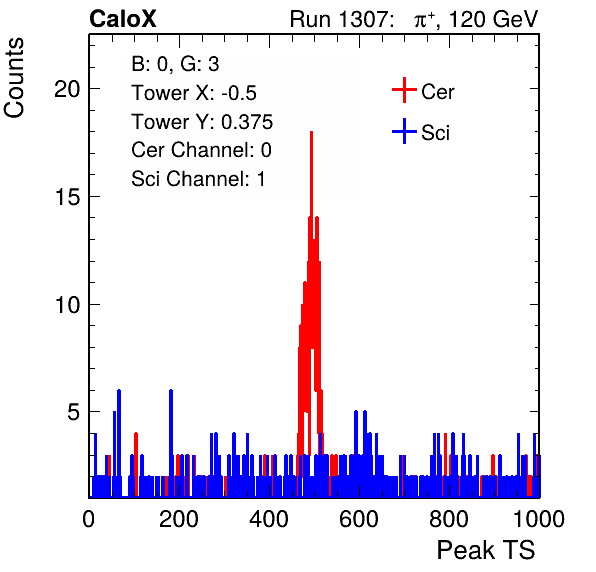 CaloX Run 1307: π⁺, 120 GeV
Counts
B: 0, G: 3
Tower X: -0.5
Tower Y: 0.375
Cer Channel: 0
Sci Channel: 1
Cer
Sci
20
15
10
5
0 200 400 600 800 1000
Peak TS